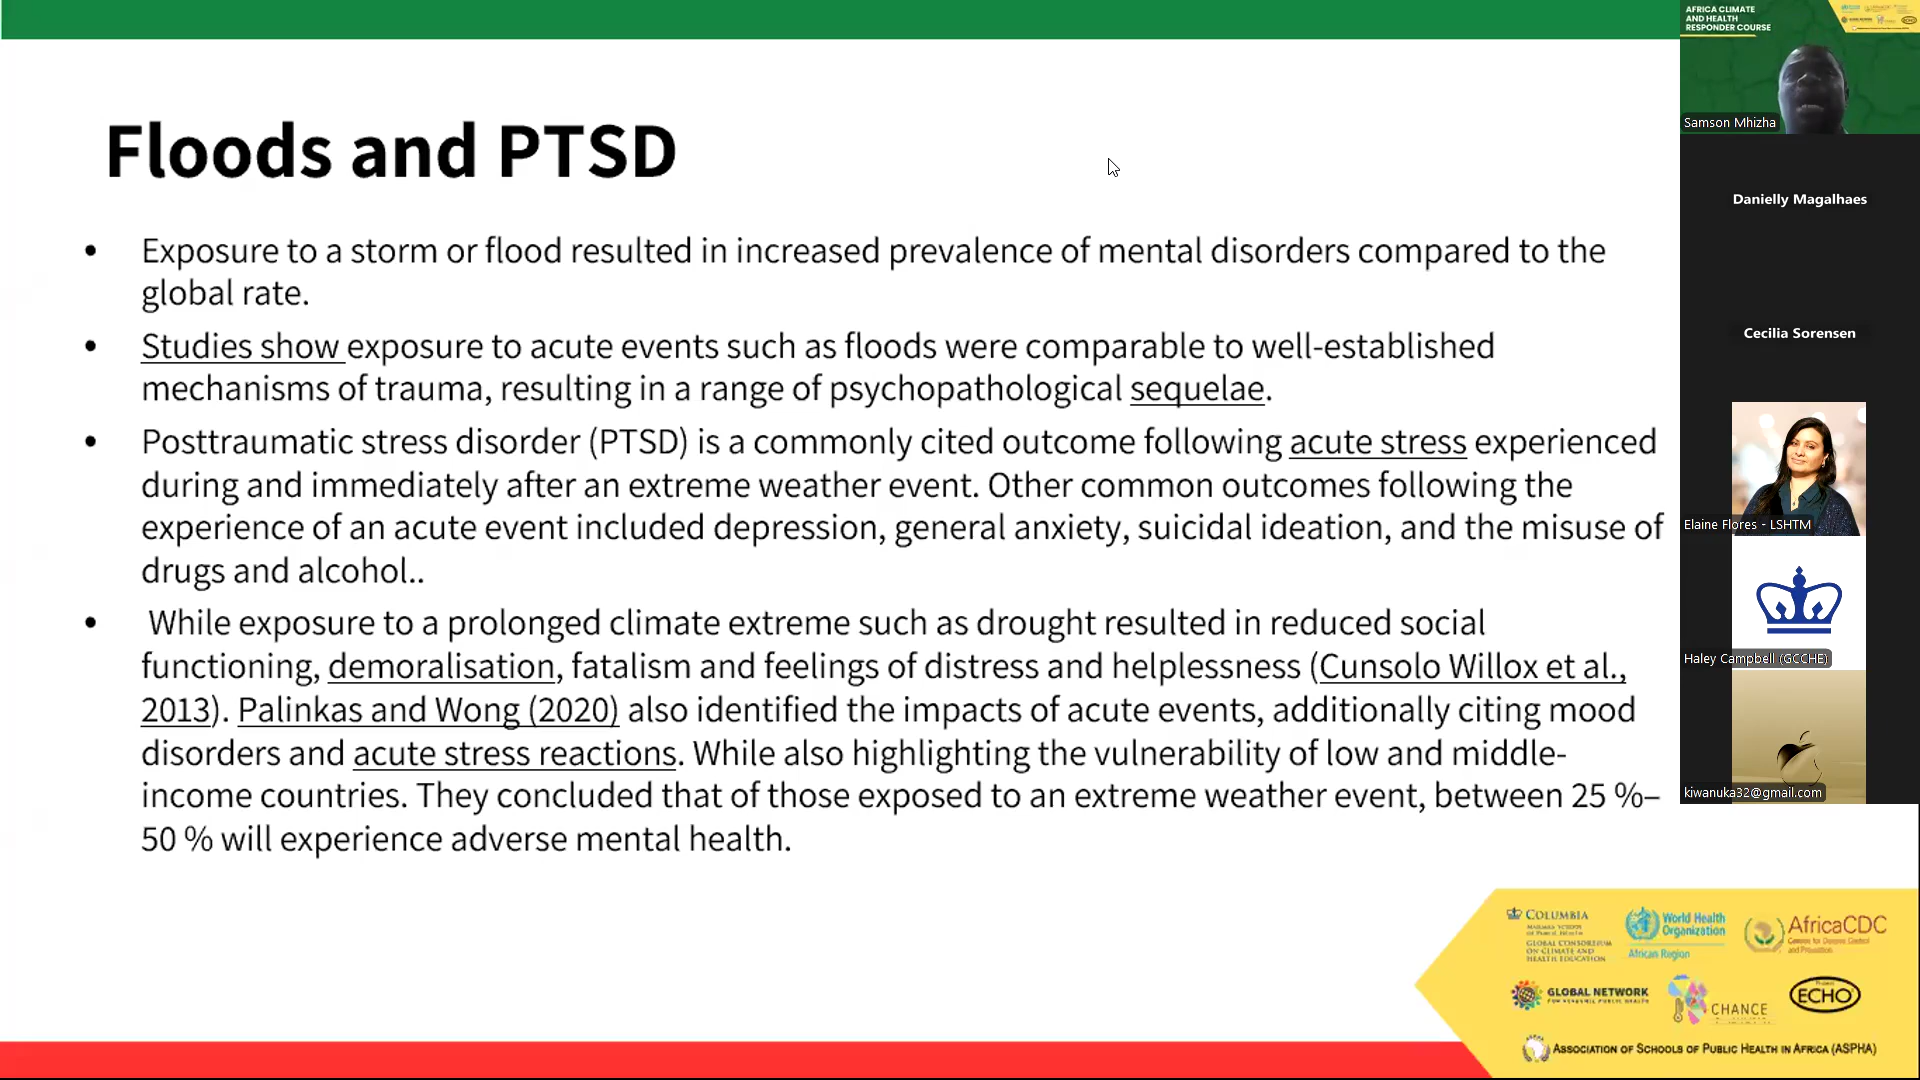 Floods and PTSD
• Exposure to a storm or flood resulted in increased prevalence of mental disorders compared to the
global rate.
• Studies show exposure to acute events such as floods were comparable to well-established
mechanisms of trauma, resulting in a range of psychopathological sequelae.
• Posttraumatic stress disorder (PTSD) is a commonly cited outcome following acute stress experienced
during and immediately after an extreme weather event. Other common outcomes following the
experience of an acute event included depression, general anxiety, suicidal ideation, and the misuse of
drugs and alcohol..
• While exposure to a prolonged climate extreme such as drought resulted in reduced social
functioning, demoralisation, fatalism and feelings of distress and helplessness (Cunsolo Willox et al.,
2013). Palinkas and Wong (2020) also identified the impacts of acute events, additionally citing mood
disorders and acute stress reactions. While also highlighting the vulnerability of low and middle-
income countries. They concluded that of those exposed to an extreme weather event, between 25 %–
50 % will experience adverse mental health.
AFRICA CLIMATE
AND HEALTH
RESPONDER COURSE
Samson Mhizha
Danielly Magalhaes
Cecilia Sorensen
Elaine Flores - LSHTM
Haley Campbell (GCCHE)
kiwanuka32@gmail.com
COLUMBIA
GLOBAL CONSORTIUM
ON CLIMATE AND
HEALTH EDUCATION
World Health
Organization
African Region
AfricaCDC
GLOBAL NETWORK
CHANCE
ECHO
ASSOCIATION OF SCHOOLS OF PUBLIC HEALTH IN AFRICA (ASPHA)